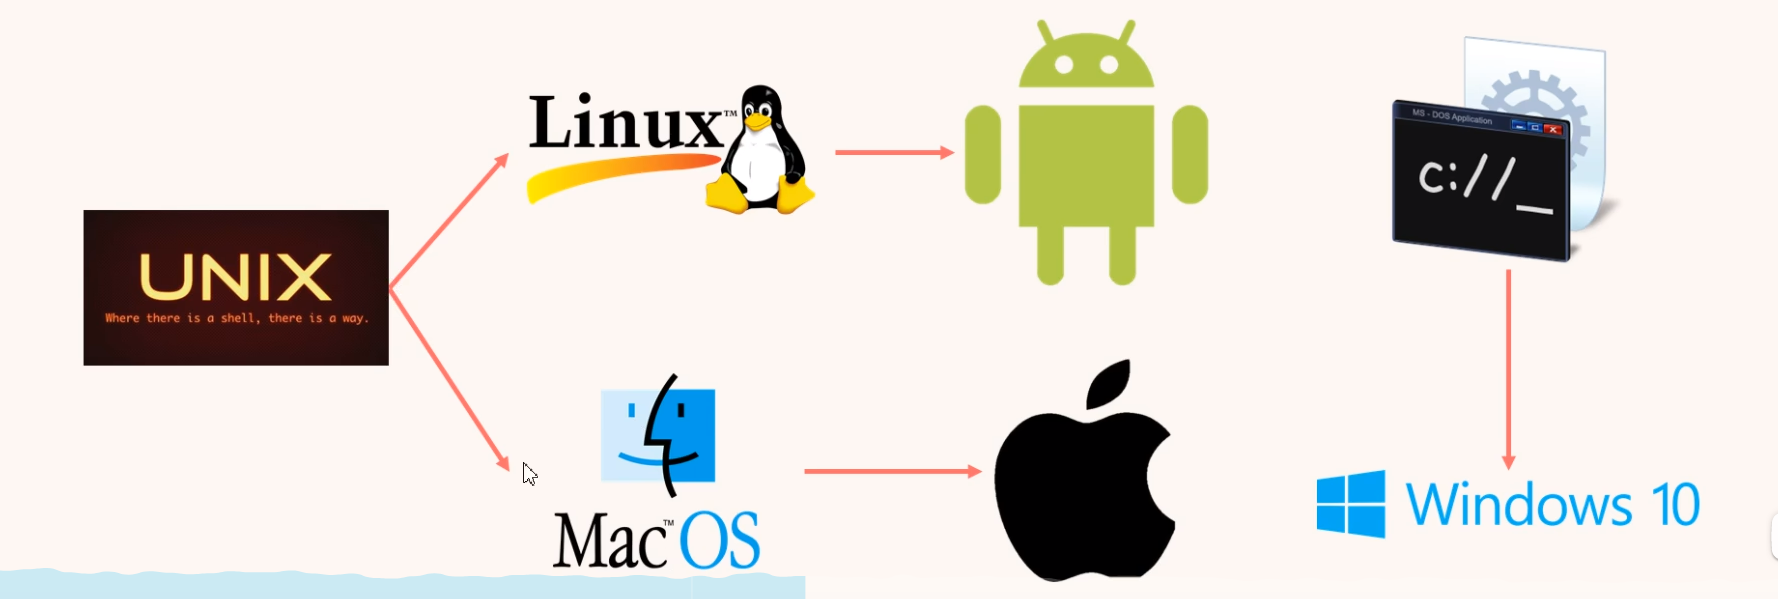 UNIX
Where there is a shell, there is a way.
Linux™
Mac™OS
MS - DOS Application
c://_
Windows 10